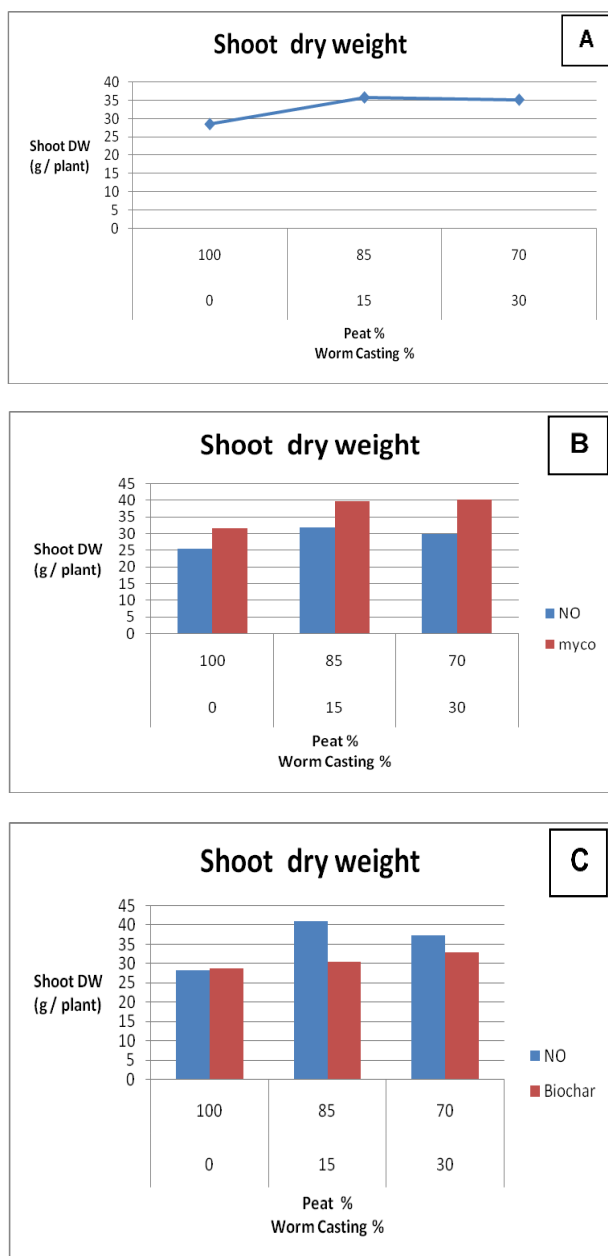 Shoot dry weight
A
40
35
30
25
20
15
10
5
0
Shoot DW
(g / plant)
100 85 70
0 15 30
Peat %
Worm Casting %
Shoot dry weight
B
45
40
35
30
25
20
15
10
5
0
Shoot DW
(g / plant)
NO
myco
100 85 70
0 15 30
Peat %
Worm Casting %
Shoot dry weight
C
45
40
35
30
25
20
15
10
5
0
Shoot DW
(g / plant)
NO
Biochar
100 85 70
0 15 30
Peat %
Worm Casting %